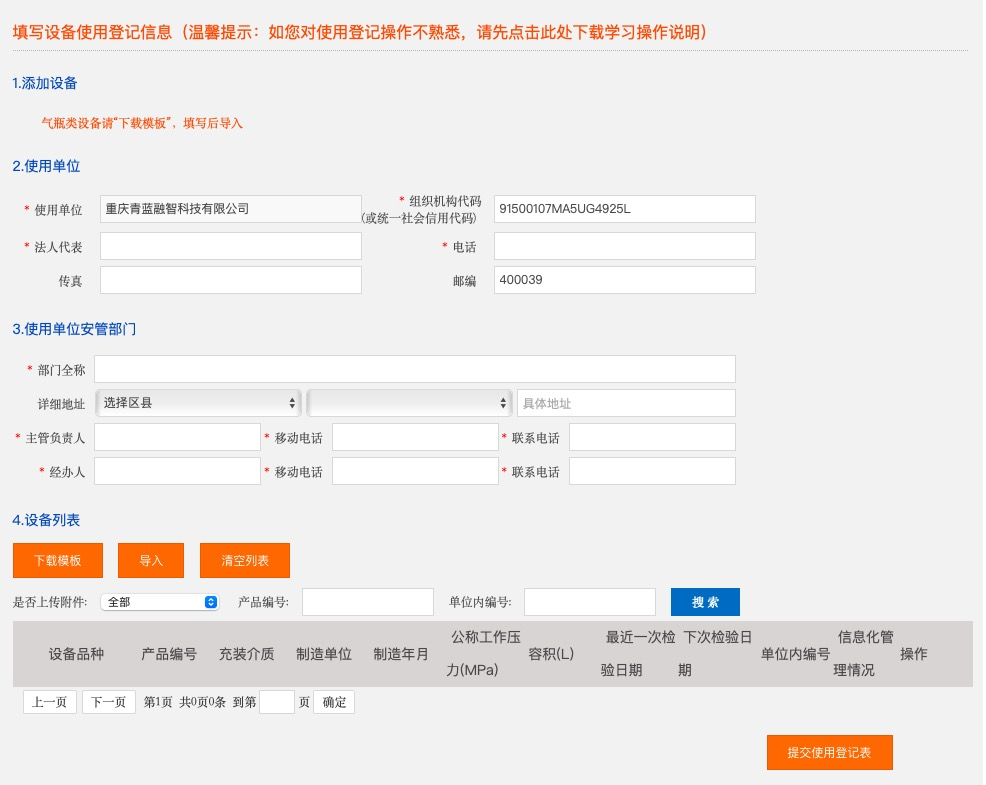 填写设备使用登记信息（温馨提示：如您对使用登记操作不熟悉，请先点击此处下载学习操作说明）
1.添加设备
气瓶类设备请“下载模板”，填写后导入
2.使用单位
* 使用单位 重庆青蓝融智科技有限公司 * 组织机构代码 (或统一社会信用代码) 91500107MA5UG4925L
* 法人代表 * 电话
传真 邮编 400039
3.使用单位安管部门
* 部门全称
详细地址 选择区县 具体地址
* 主管负责人 * 移动电话 * 联系电话
* 经办人 * 移动电话 * 联系电话
4.设备列表
下载模板 导入 清空列表
是否上传附件: 全部 产品编号: 单位内编号: 搜 索
设备品种 产品编号 充装介质 制造单位 制造年月 公称工作压力(MPa) 容积(L) 最近一次检验日期 下次检验日期 单位内编号 信息化管理情况 操作
上一页 下一页 第1页 共0页0条 到第 页 确定
提交使用登记表